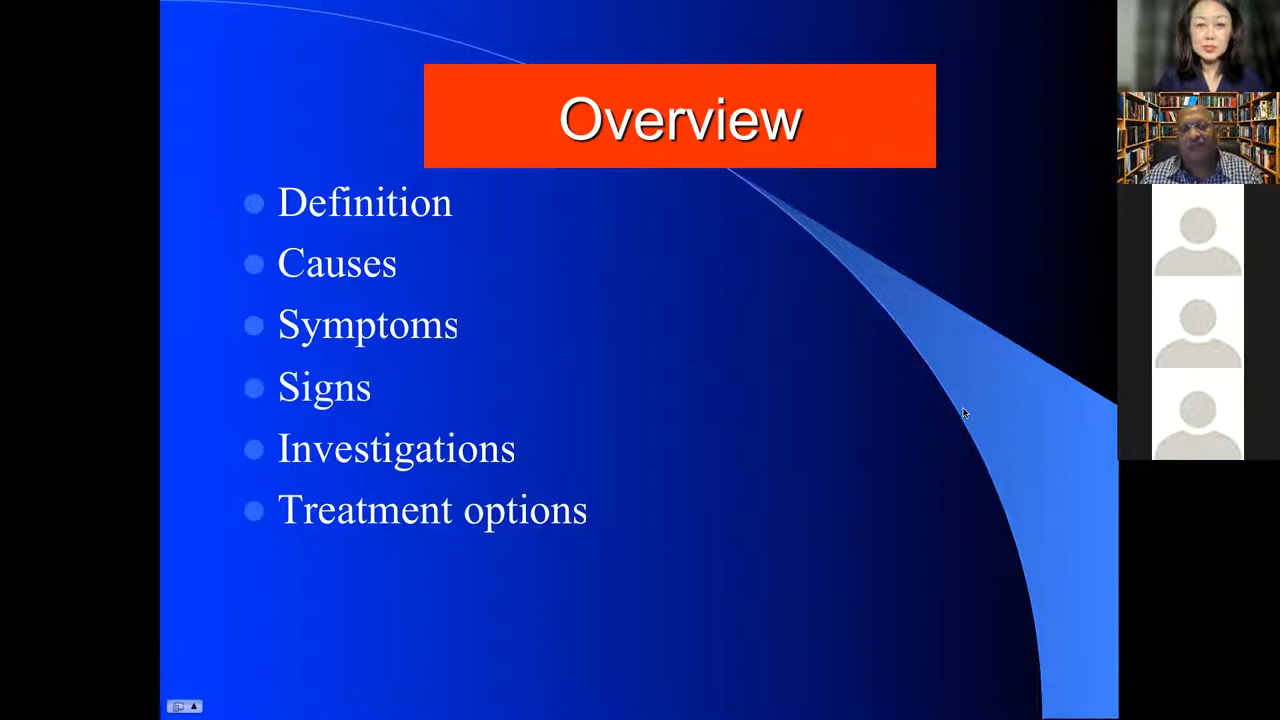 Overview
Definition
Causes
Symptoms
Signs
Investigations
Treatment options